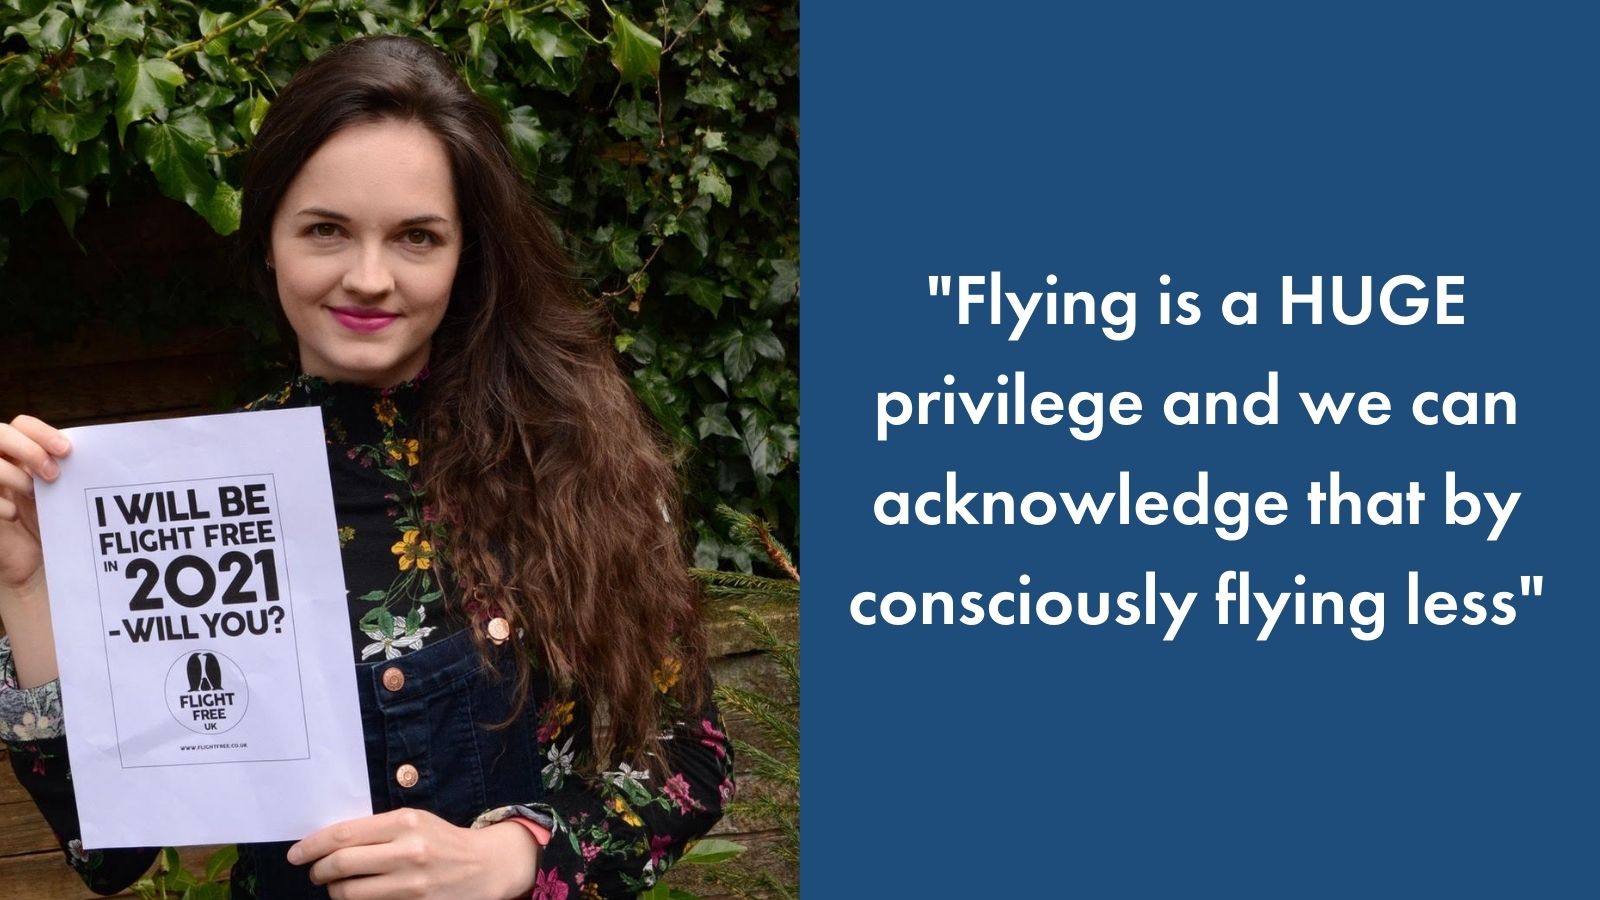 I WILL BE
FLIGHT FREE
IN 2021
-WILL YOU?
FLIGHT
FREE
UK
WWW.FLIGHTFREE.CO.UK
"Flying is a HUGE
privilege and we can
acknowledge that by
consciously flying less"